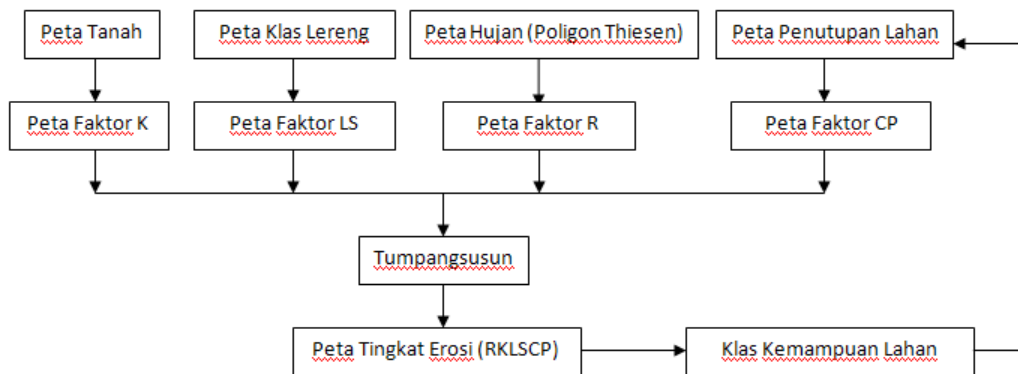 Peta Tanah
Peta Klas Lereng
Peta Hujan (Poligon Thiesen)
Peta Penutupan Lahan
Peta Faktor K
Peta Faktor LS
Peta Faktor R
Peta Faktor CP
Tumpangsusun
Peta Tingkat Erosi (RKLSCP)
Klas Kemampuan Lahan